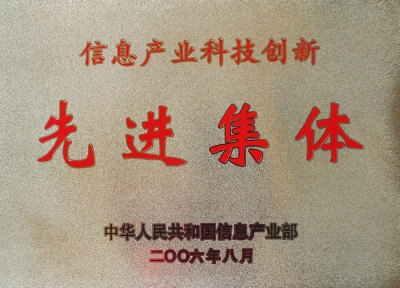 信息产业科技创新
先进集体
中华人民共和国信息产业部
二〇〇六年八月